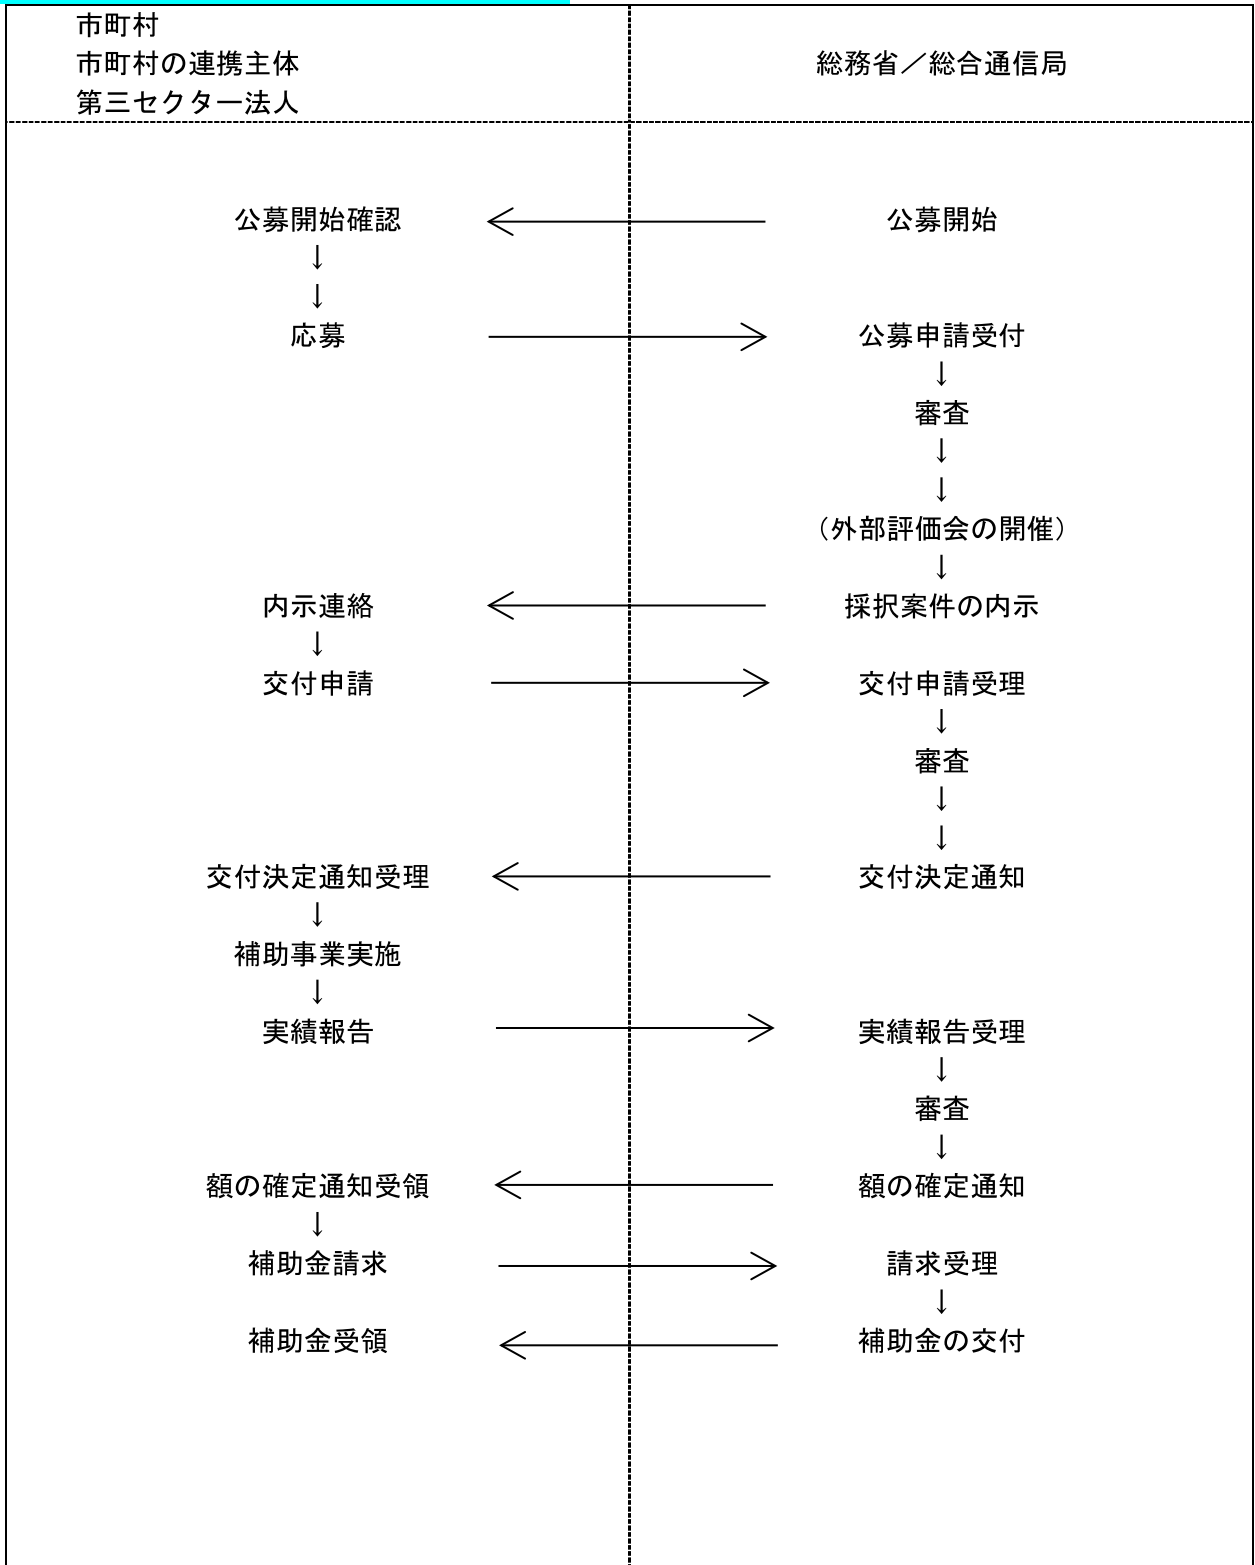 市町村
市町村の連携主体
第三セクター法人
総務省／総合通信局
公募開始確認 公募開始
↓
↓
応募 公募申請受付
↓
審査
↓
↓
（外部評価会の開催）
↓
内示連絡 採択案件の内示
↓
交付申請 交付申請受理
↓
審査
↓
↓
交付決定通知受理 交付決定通知
↓
補助事業実施
↓
実績報告 実績報告受理
↓
審査
↓
額の確定通知受領 額の確定通知
↓
補助金請求 請求受理
↓
補助金受領 補助金の交付